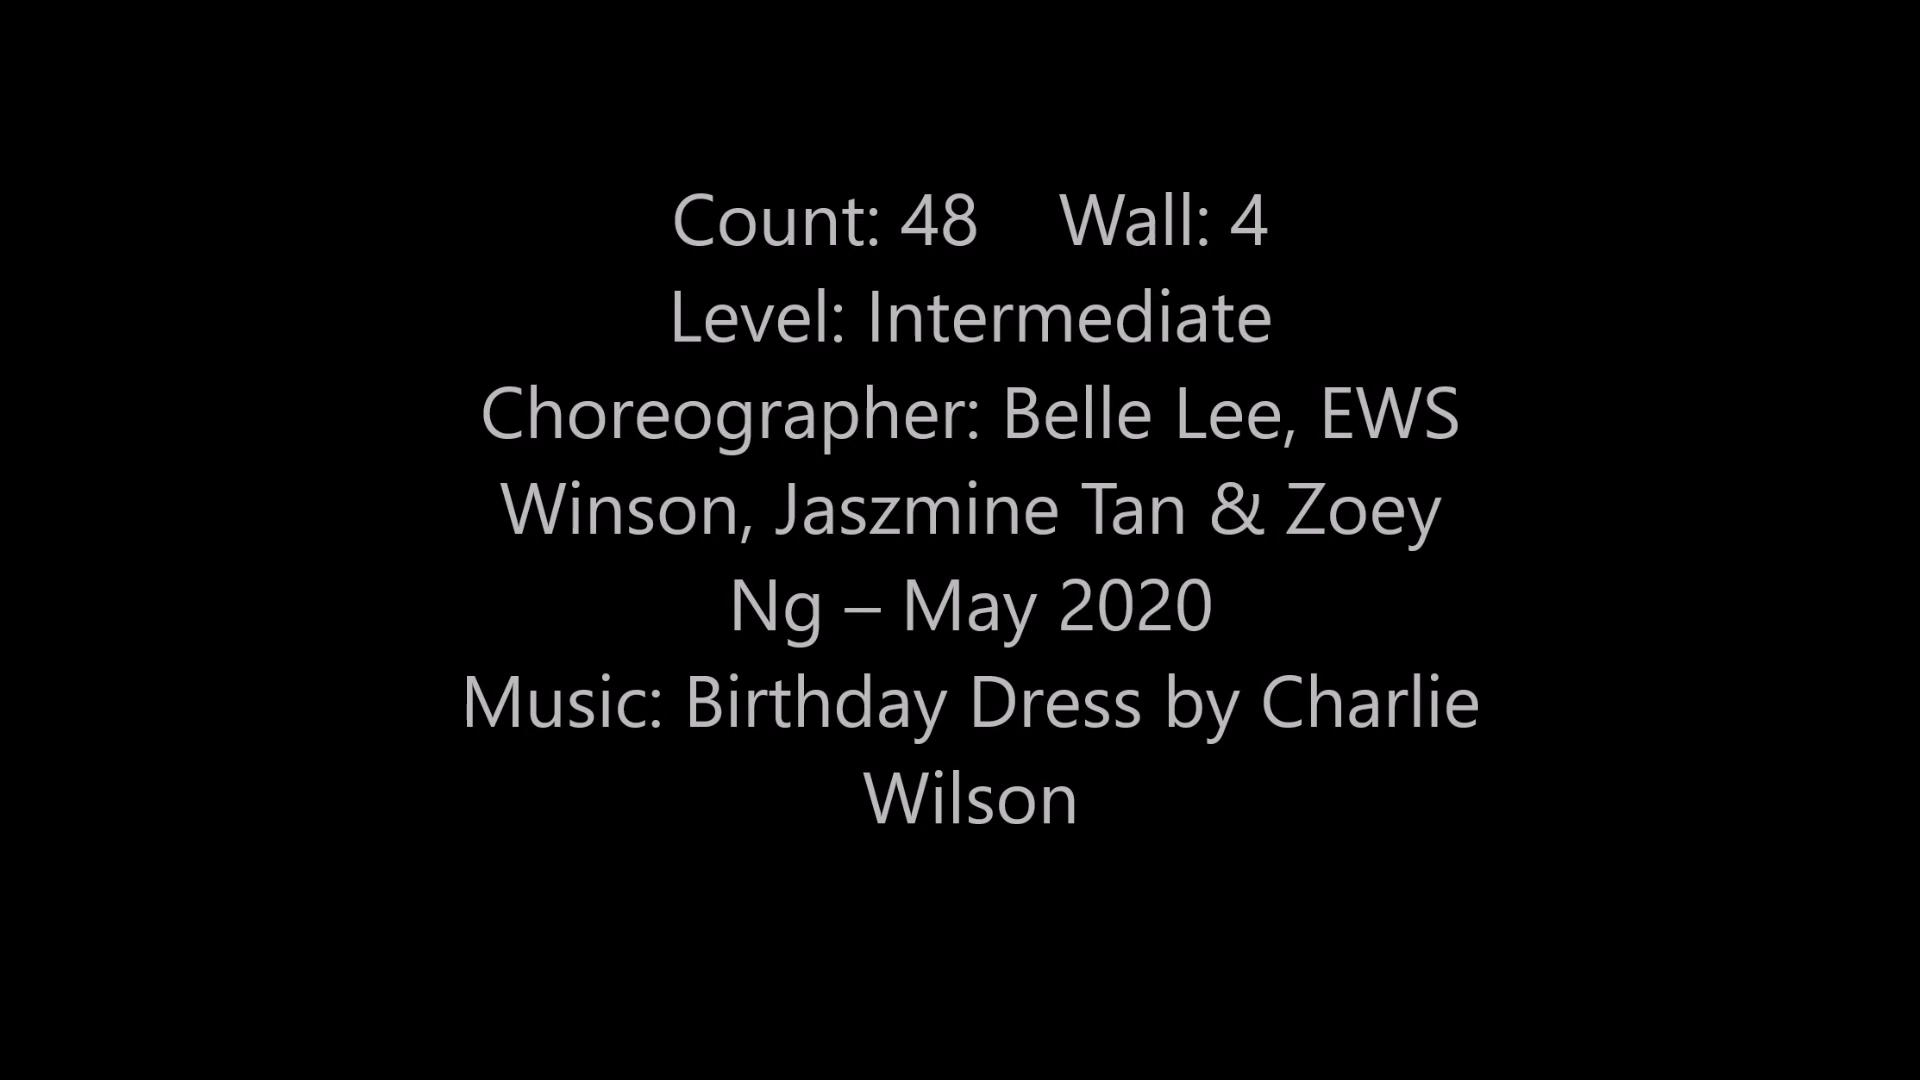 Count: 48    Wall: 4
Level: Intermediate
Choreographer: Belle Lee, EWS
Winson, Jaszmine Tan & Zoey
Ng – May 2020
Music: Birthday Dress by Charlie
Wilson